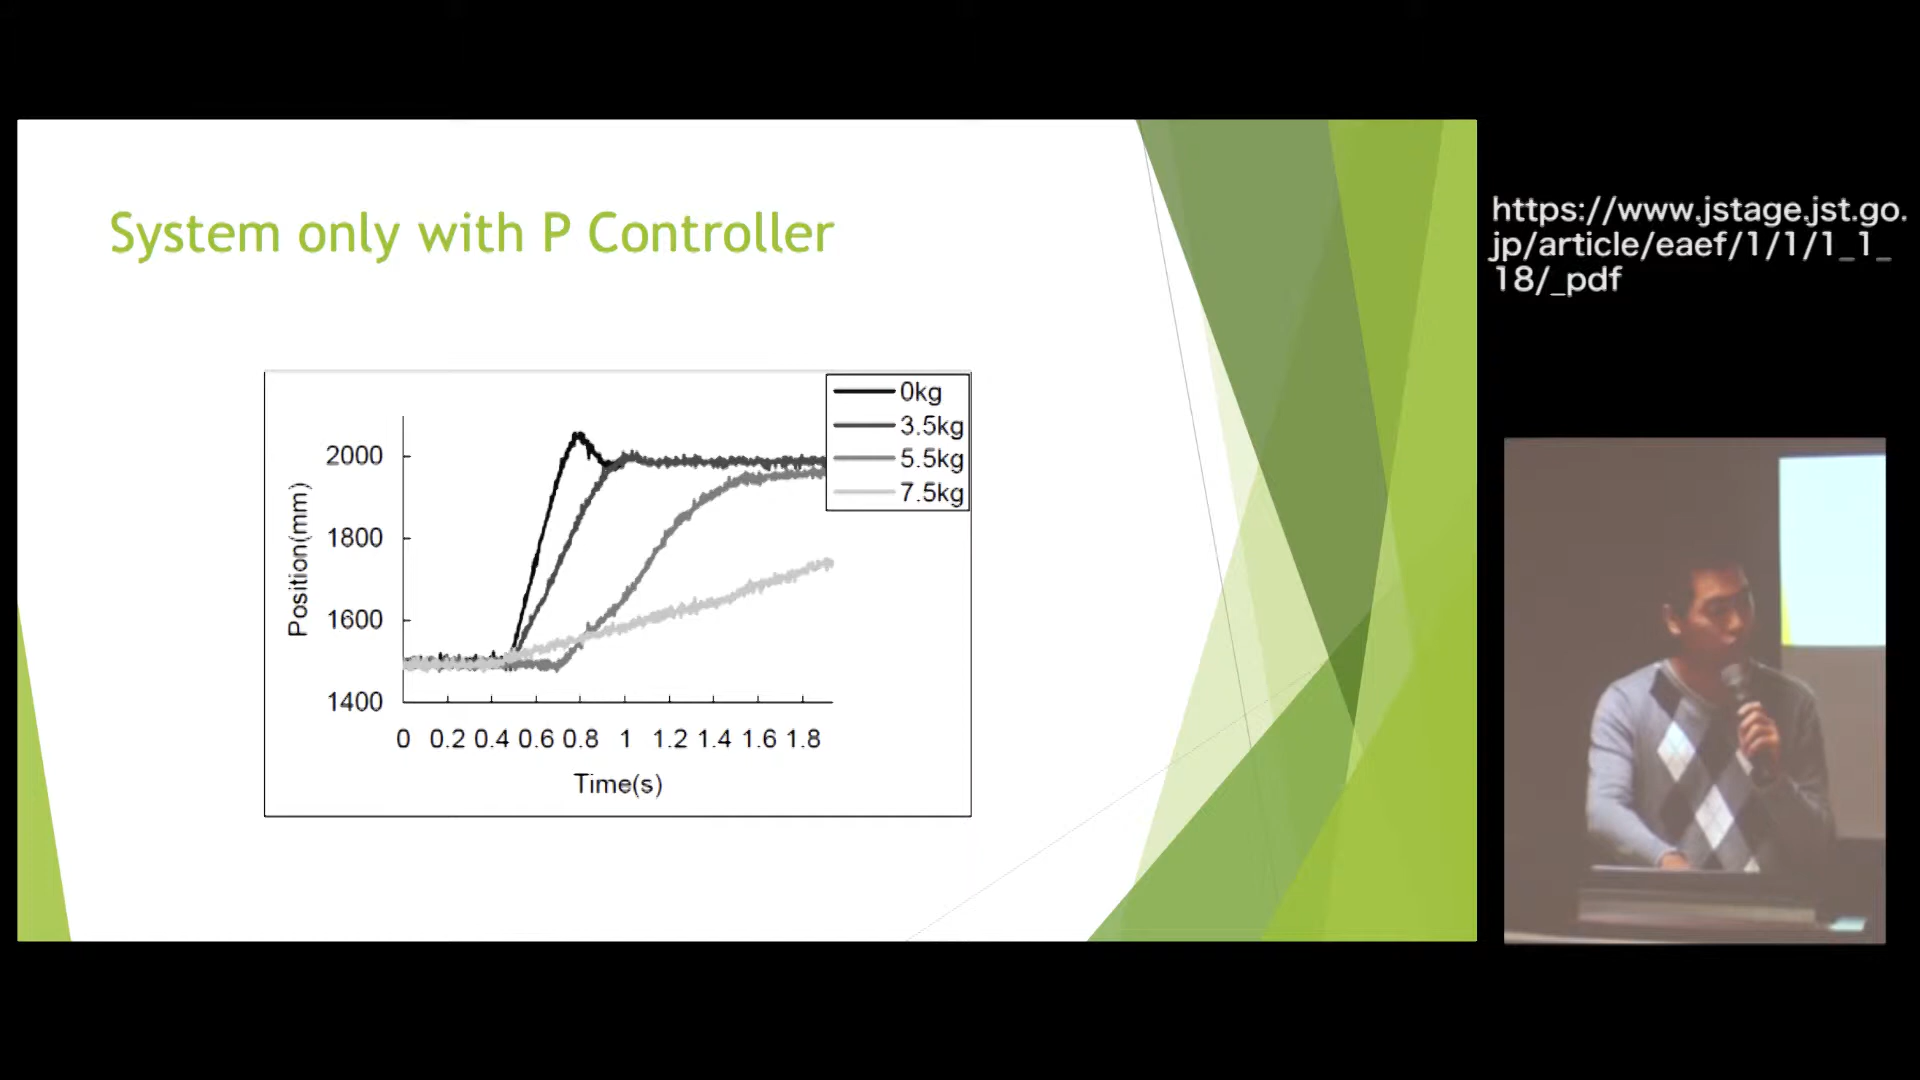 System only with P Controller
https://www.jstage.jst.go.
jp/article/eaef/1/1/1_1_
18/_pdf
0kg
3.5kg
5.5kg
7.5kg
Position(mm)
2000
1800
1600
1400
0 0.2 0.4 0.6 0.8 1 1.2 1.4 1.6 1.8
Time(s)